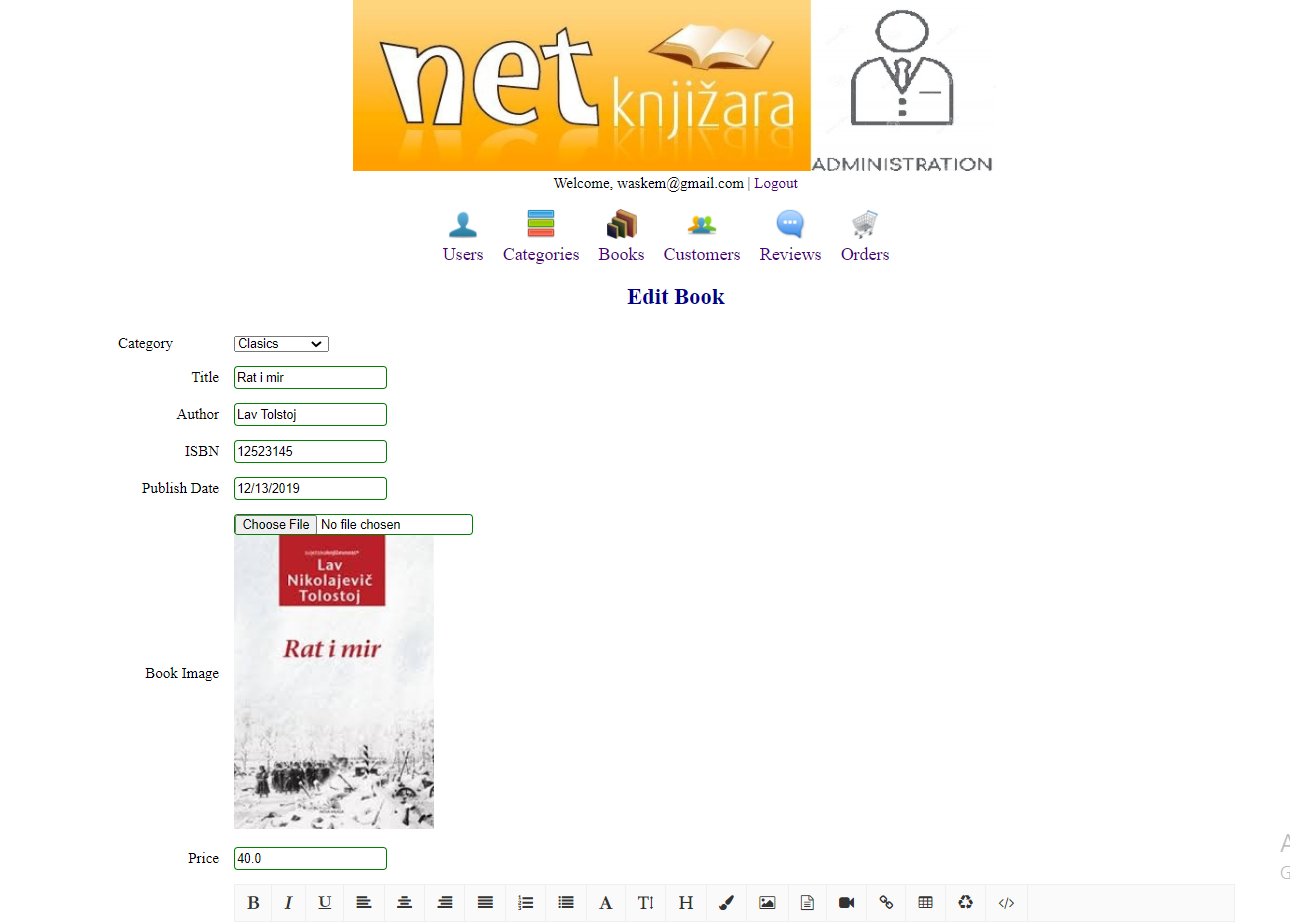 net knjižara
ADMINISTRATION
Welcome, waskem@gmail.com | Logout
Users Categories Books Customers Reviews Orders
Edit Book
Category Clasics
Title Rat i mir
Author Lav Tolstoj
ISBN 12523145
Publish Date 12/13/2019
Choose File No file chosen
Lav
Nikolajevič
Tolostoj
Rat i mir
Book Image
Price 40.0
B I U A T H </>
A
G